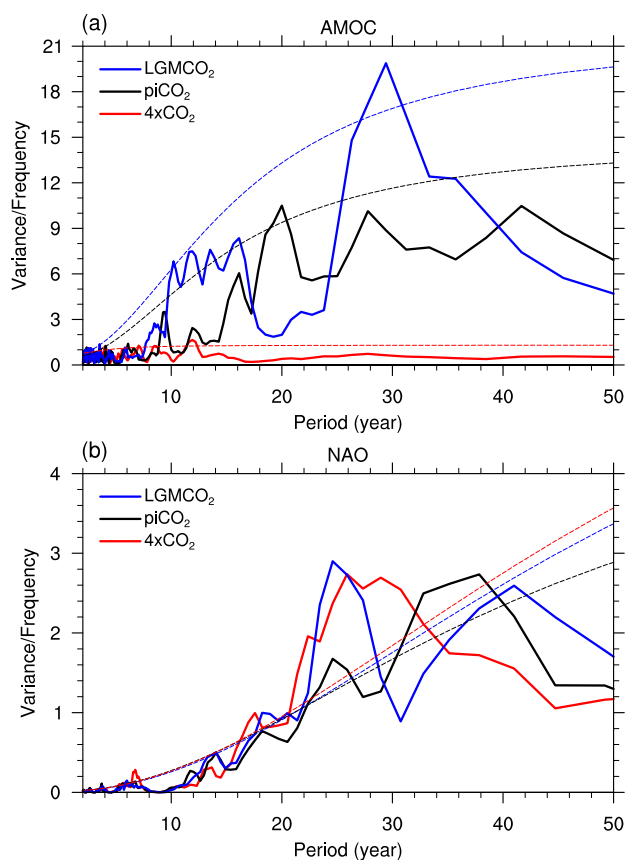 (a) AMOC
21
18
15
12
9
6
3
0
Variance/Frequency
LGMCO₂
piCO₂
4xCO₂
10 20 30 40 50
Period (year)
(b) NAO
4
3
2
1
0
Variance/Frequency
LGMCO₂
piCO₂
4xCO₂
10 20 30 40 50
Period (year)